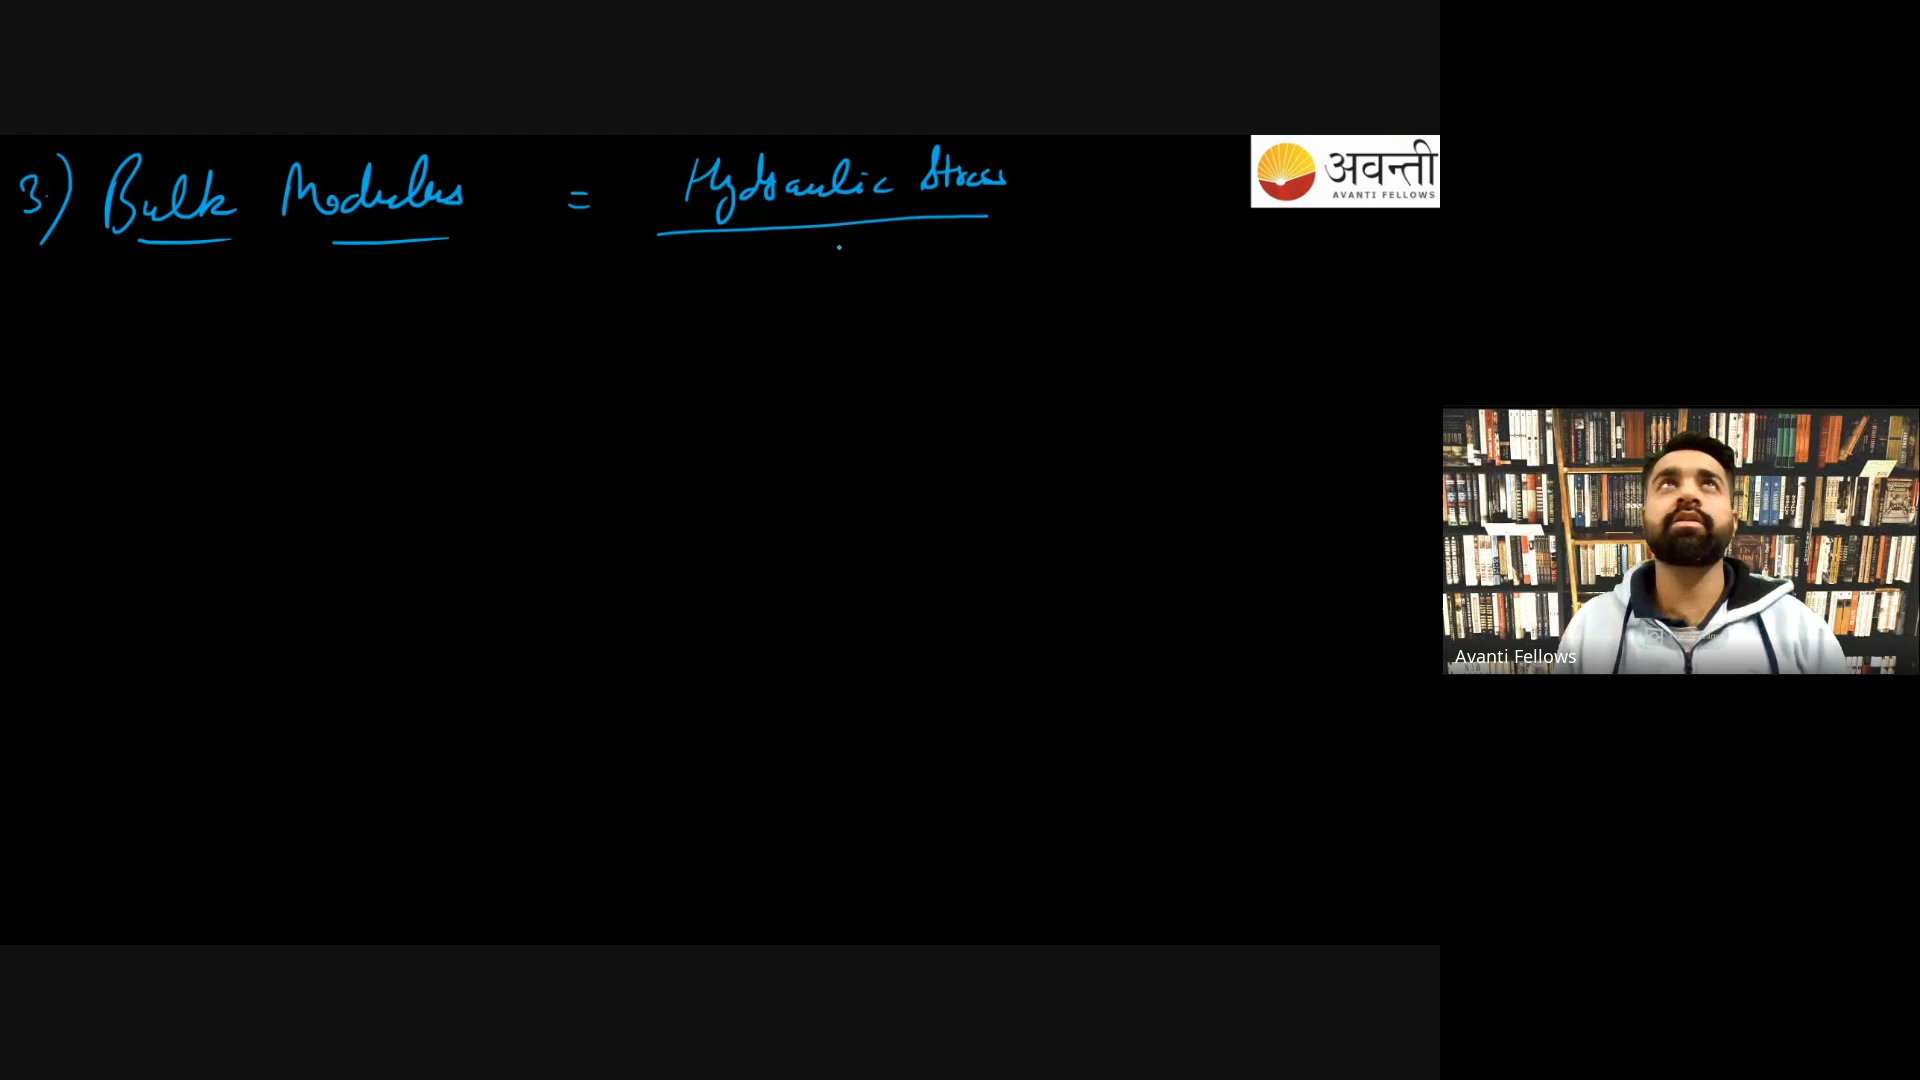 3.) Bulk Modulus = Hydraulic Stress
अवन्ती
AVANTI FELLOWS
Avanti Fellows